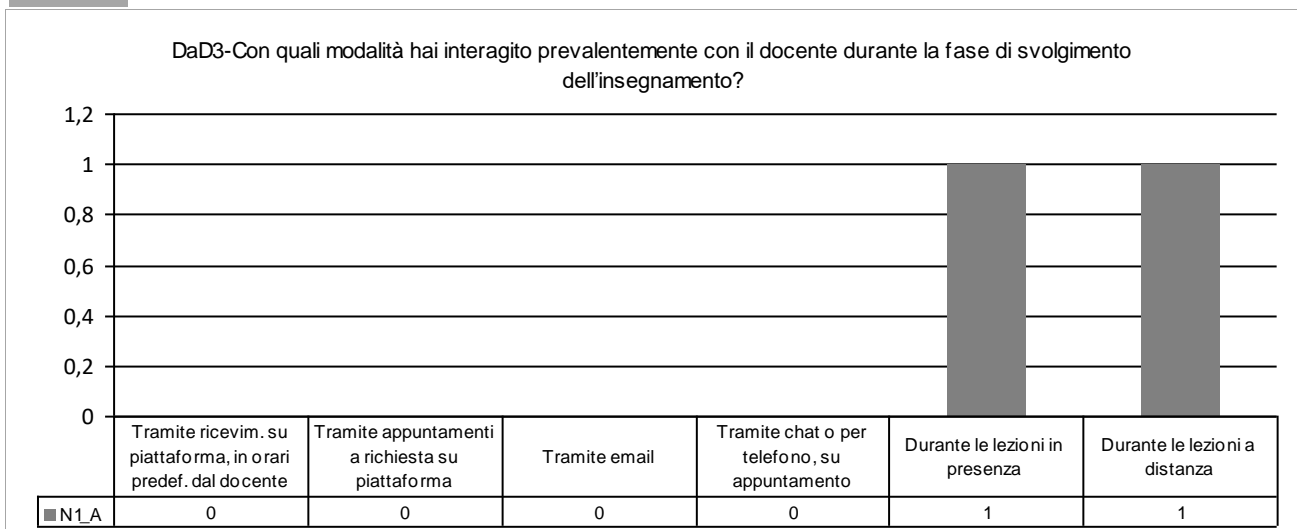 DaD3-Con quali modalità hai interagito prevalentemente con il docente durante la fase di svolgimento
dell'insegnamento?
1,2
1
0,8
0,6
0,4
0,2
0
Tramite ricevim. su
piattaforma, in orari
predef. dal docente
Tramite appuntamenti
a richiesta su
piattaforma
Tramite email
Tramite chat o per
telefono, su
appuntamento
Durante le lezioni in
presenza
Durante le lezioni a
distanza
N1_A 0 0 0 0 1 1